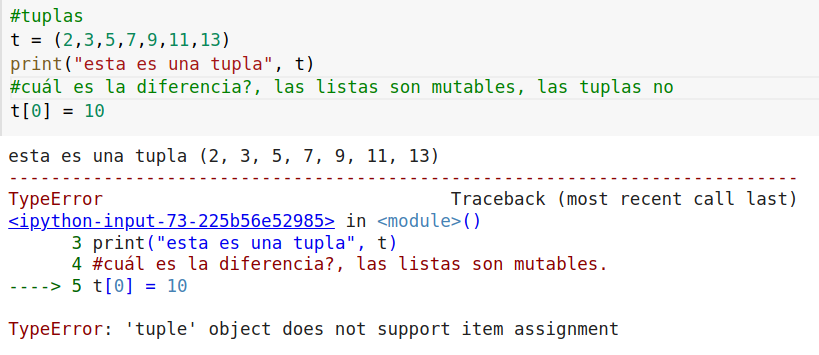 #tuplas
t = (2,3,5,7,9,11,13)
print("esta es una tupla", t)
#cuál es la diferencia?, las listas son mutables, las tuplas no
t[0] = 10
esta es una tupla (2, 3, 5, 7, 9, 11, 13)
---------------------------------------------------------------------------
TypeError                                 Traceback (most recent call last)
<ipython-input-73-225b56e52985> in <module>()
      3 print("esta es una tupla", t)
      4 #cuál es la diferencia?, las listas son mutables.
----> 5 t[0] = 10
TypeError: 'tuple' object does not support item assignment